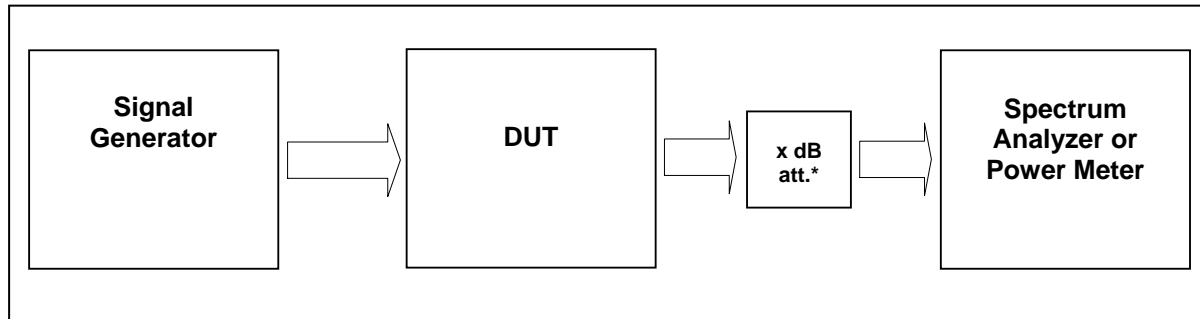 Signal
Generator
DUT
x dB
att.*
Spectrum
Analyzer or
Power Meter